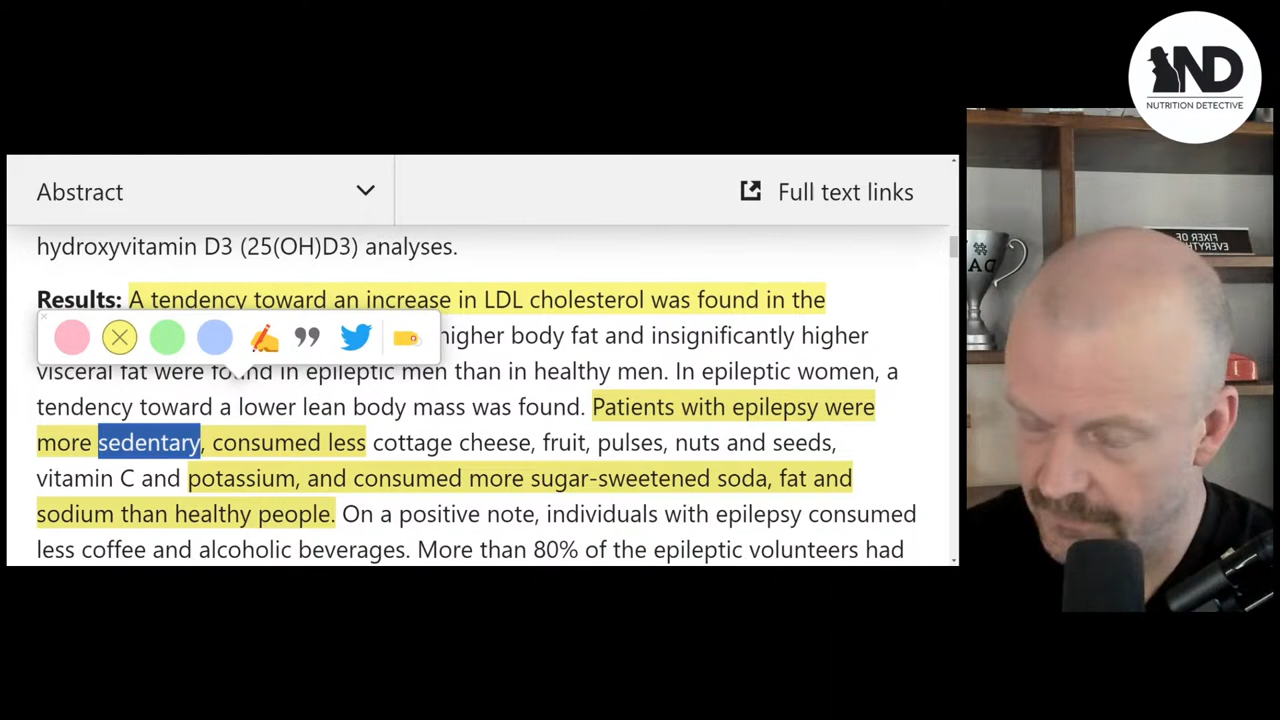 ND
NUTRITION DETECTIVE
Abstract
Full text links
hydroxyvitamin D3 (25(OH)D3) analyses.
Results: A tendency toward an increase in LDL cholesterol was found in the
higher body fat and insignificantly higher
visceral fat were found in epileptic men than in healthy men. In epileptic women, a
tendency toward a lower lean body mass was found. Patients with epilepsy were
more sedentary, consumed less cottage cheese, fruit, pulses, nuts and seeds,
vitamin C and potassium, and consumed more sugar-sweetened soda, fat and
sodium than healthy people. On a positive note, individuals with epilepsy consumed
less coffee and alcoholic beverages. More than 80% of the epileptic volunteers had
FIXER OF
EVERYTHING
DAD